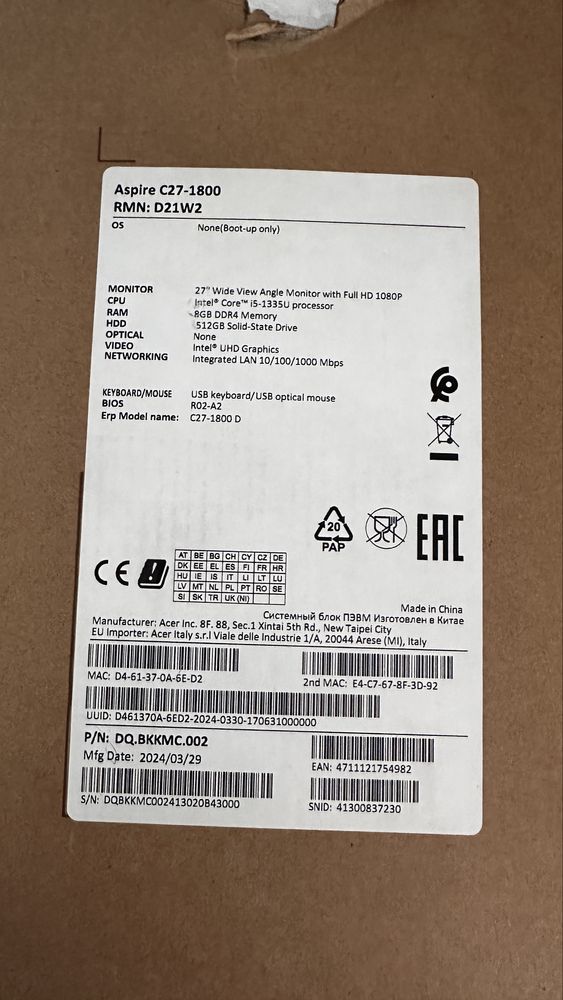 Aspire C27-1800
RMN: D21W2
OS None(Boot-up only)
MONITOR 27" Wide View Angle Monitor with Full HD 1080P
CPU Intel® Core™ i5-1335U processor
RAM 8GB DDR4 Memory
HDD 512GB Solid-State Drive
OPTICAL None
VIDEO Intel® UHD Graphics
NETWORKING Integrated LAN 10/100/1000 Mbps
KEYBOARD/MOUSE USB keyboard/USB optical mouse
BIOS R02-A2
Erp Model name: C27-1800 D
20
PAP
EAC
CE
AT BE BG CH CY CZ DE
DK EE EL ES FI FR HR
HU IE IS IT LI LT LU
LV MT NL PL PT RO SE
SI SK TR UK(NI)
Made in China
Системный блок ПЭВМ Изготовлен в Китае
Manufacturer: Acer Inc. 8F. 88, Sec.1 Xintai 5th Rd., New Taipei City
EU Importer: Acer Italy s.r.l Viale delle Industrie 1/A, 20044 Arese (MI), Italy
MAC: D4-61-37-0A-6E-D2
2nd MAC: E4-C7-67-8F-3D-92
UUID: D461370A-6ED2-2024-0330-170631000000
P/N: DQ.BKKMC.002
Mfg Date: 2024/03/29
EAN: 4711121754982
S/N: DQBKKMC002413020B43000
SNID: 41300837230